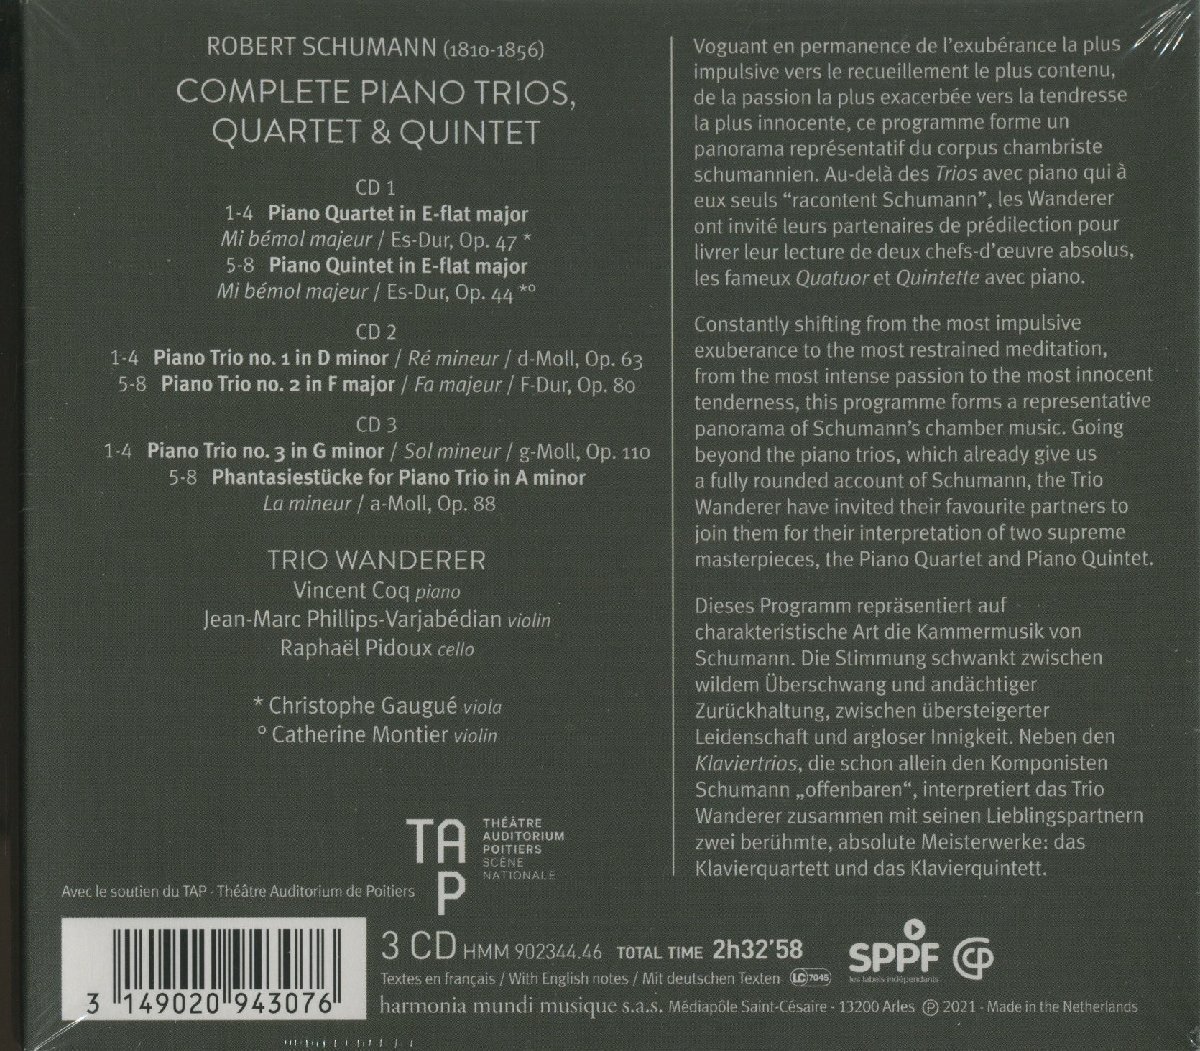 ROBERT SCHUMANN (1810-1856)
COMPLETE PIANO TRIOS,
QUARTET & QUINTET
CD 1
1-4 Piano Quartet in E-flat major
Mi bémol majeur / Es-Dur, Op. 47 *
5-8 Piano Quintet in E-flat major
Mi bémol majeur / Es-Dur, Op. 44 *°
CD 2
1-4 Piano Trio no. 1 in D minor / Ré mineur / d-Moll, Op. 63
5-8 Piano Trio no. 2 in F major / Fa majeur / F-Dur, Op. 80
CD 3
1-4 Piano Trio no. 3 in G minor / Sol mineur / g-Moll, Op. 110
5-8 Phantasiestücke for Piano Trio in A minor
La mineur / a-Moll, Op. 88
TRIO WANDERER
Vincent Coq piano
Jean-Marc Phillips-Varjabédian violin
Raphaël Pidoux cello
* Christophe Gaugué viola
° Catherine Montier violin
Voguant en permanence de l'exubérance la plus
impulsive vers le recueillement le plus contenu,
de la passion la plus exacerbée vers la tendresse
la plus innocente, ce programme forme un
panorama représentatif du corpus chambriste
schumannien. Au-delà des Trios avec piano qui à
eux seuls “racontent Schumann”, les Wanderer
ont invité leurs partenaires de prédilection pour
livrer leur lecture de deux chefs-d'œuvre absolus,
les fameux Quatuor et Quintette avec piano.
Constantly shifting from the most impulsive
exuberance to the most restrained meditation,
from the most intense passion to the most innocent
tenderness, this programme forms a representative
panorama of Schumann's chamber music. Going
beyond the piano trios, which already give us
a fully rounded account of Schumann, the Trio
Wanderer have invited their favourite partners to
join them for their interpretation of two supreme
masterpieces, the Piano Quartet and Piano Quintet.
Dieses Programm repräsentiert auf
charakteristische Art die Kammermusik von
Schumann. Die Stimmung schwankt zwischen
wildem Überschwang und andächtiger
Zurückhaltung, zwischen übersteigerter
Leidenschaft und argloser Innigkeit. Neben den
Klaviertrios, die schon allein den Komponisten
Schumann „offenbaren“, interpretiert das Trio
Wanderer zusammen mit seinen Lieblingspartnern
zwei berühmte, absolute Meisterwerke: das
Klavierquartett und das Klavierquintett.
TAP
THÉÂTRE
AUDITORIUM
POITIERS
SCÈNE
NATIONALE
Avec le soutien du TAP - Théâtre Auditorium de Poitiers
3 149020 943076
3 CD HMM 902344.46 TOTAL TIME 2h32'58
Textes en français / With English notes / Mit deutschen Texten LC 7045
harmonia mundi musique s.a.s. Médiapôle Saint-Césaire - 13200 Arles ℗ 2021 - Made in the Netherlands
SPPF
les labels indépendants